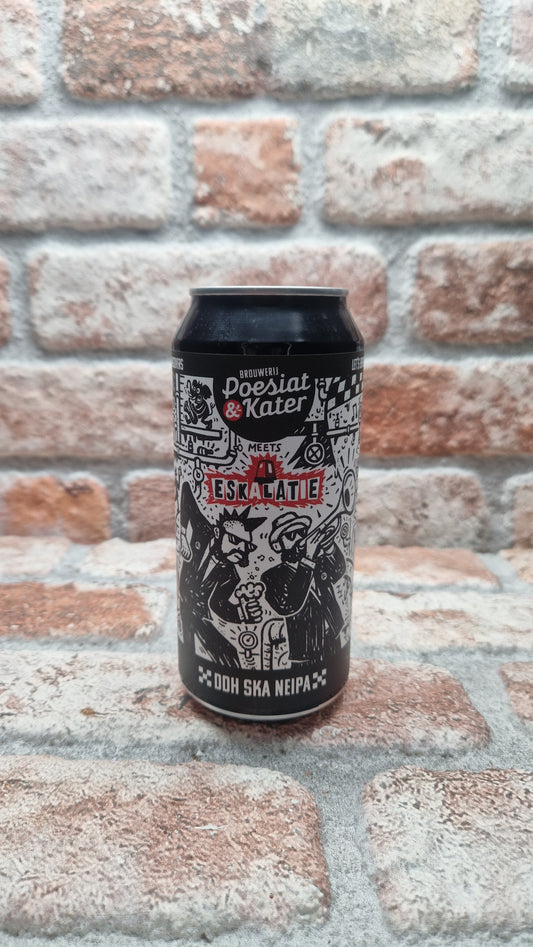 BROUWERIJ
Poesiat
& Kater
MEETS
ESKALATIE
DDH SKA NEIPA